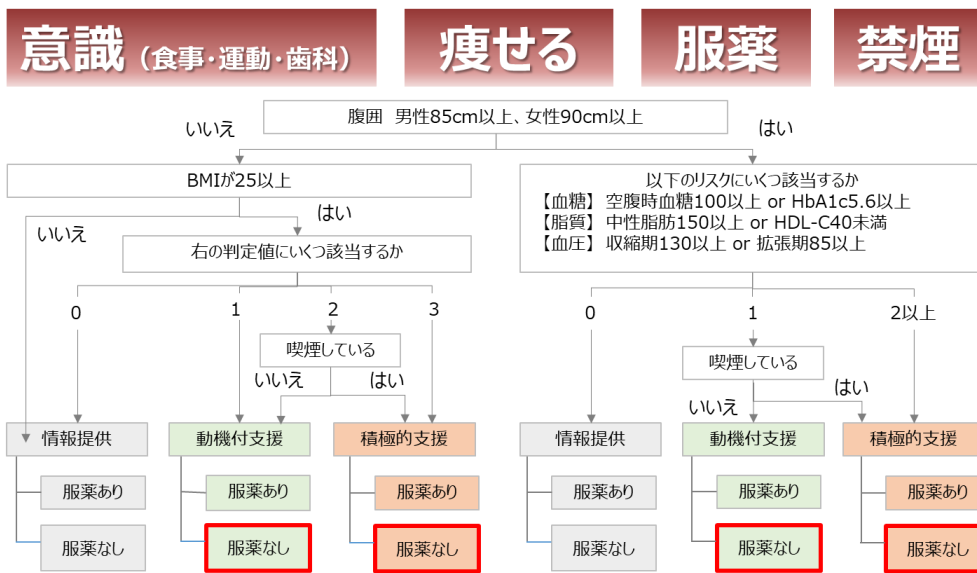 意識（食事・運動・歯科）
痩せる
服薬
禁煙
腹囲 男性85cm以上、女性90cm以上
いいえ
はい
BMIが25以上
いいえ
はい
右の判定値にいくつ該当するか
0
1
2
3
喫煙している
いいえ
はい
情報提供
動機付支援
積極的支援
服薬あり
服薬あり
服薬あり
服薬なし
服薬なし
服薬なし
以下のリスクにいくつ該当するか
【血糖】 空腹時血糖100以上 or HbA1c5.6以上
【脂質】 中性脂肪150以上 or HDL-C40未満
【血圧】 収縮期130以上 or 拡張期85以上
0
1
2以上
喫煙している
いいえ
はい
情報提供
動機付支援
積極的支援
服薬あり
服薬あり
服薬あり
服薬なし
服薬なし
服薬なし